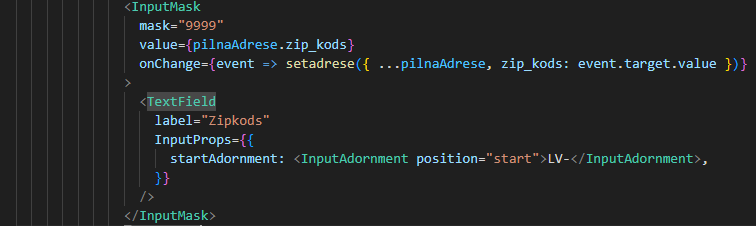 <InputMask
mask="9999"
value={pilnaAdrese.zip_kods}
onChange={event => setadrese({ ...pilnaAdrese, zip_kods: event.target.value })}
>
<TextField
label="Zipkods"
InputProps={{
startAdornment: <InputAdornment position="start">LV-</InputAdornment>,
}}
/>
</InputMask>